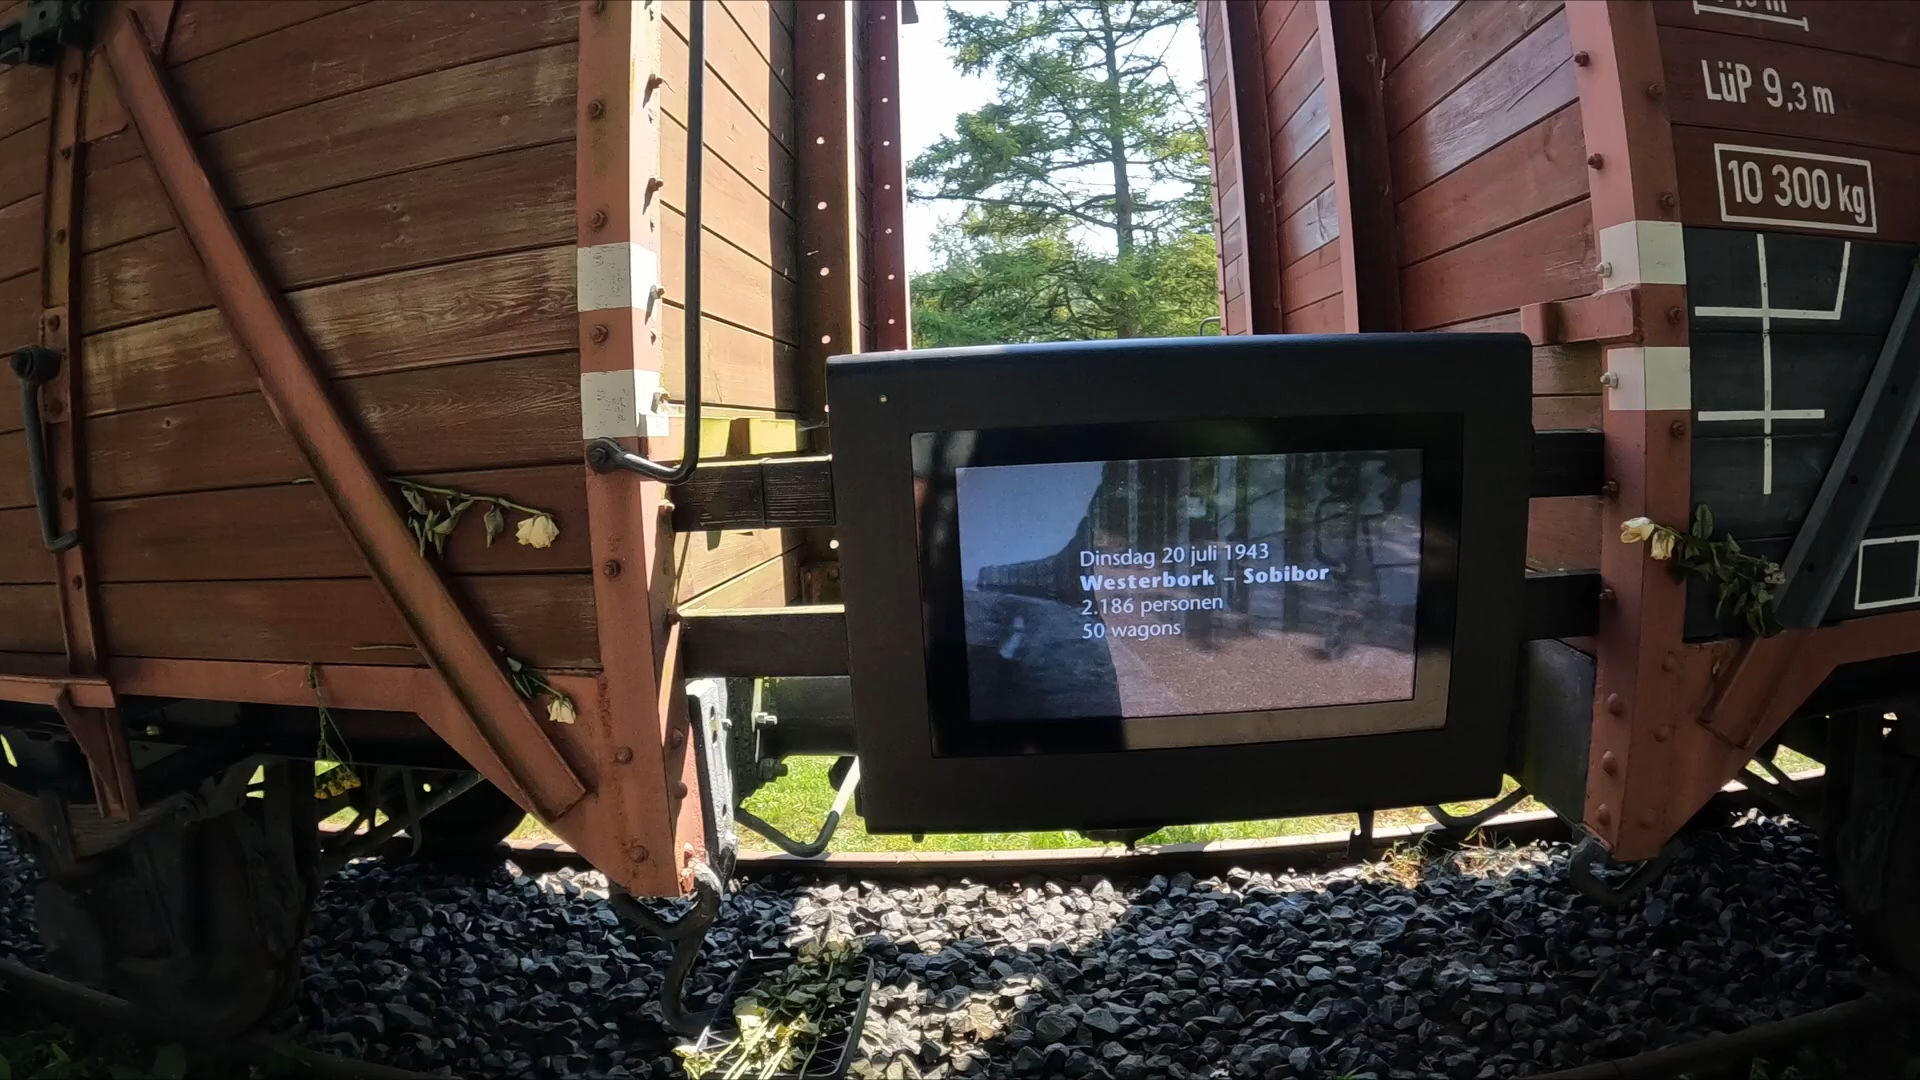 Dinsdag 20 juli 1943
Westerbork – Sobibor
2.186 personen
50 wagons
LüP 9,3 m
10 300 kg